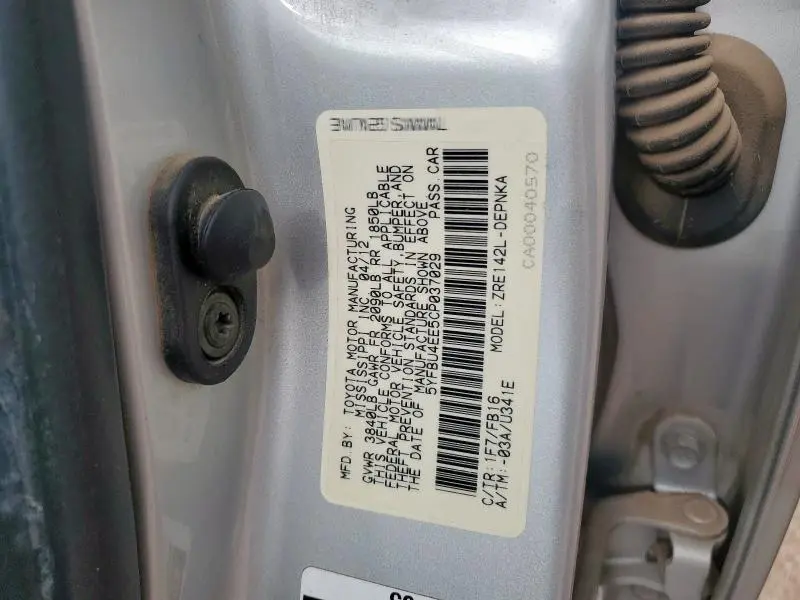 MFD. BY: TOYOTA MOTOR MANUFACTURING
MISSISSIPPI, INC. 04/12
GVWR 3840LB GAWR FR 2090LB RR 1850LB
THIS VEHICLE CONFORMS TO ALL APPLICABLE
FEDERAL MOTOR VEHICLE SAFETY, BUMPER, AND
THEFT PREVENTION STANDARDS IN EFFECT ON
THE DATE OF MANUFACTURE SHOWN ABOVE.
5YFBU4EE5CP037029 PASS. CAR
C/TR: 1F7/FB16 MODEL: ZRE142L-DEPNKA
A/TM: -03A/U341E
CA00040570